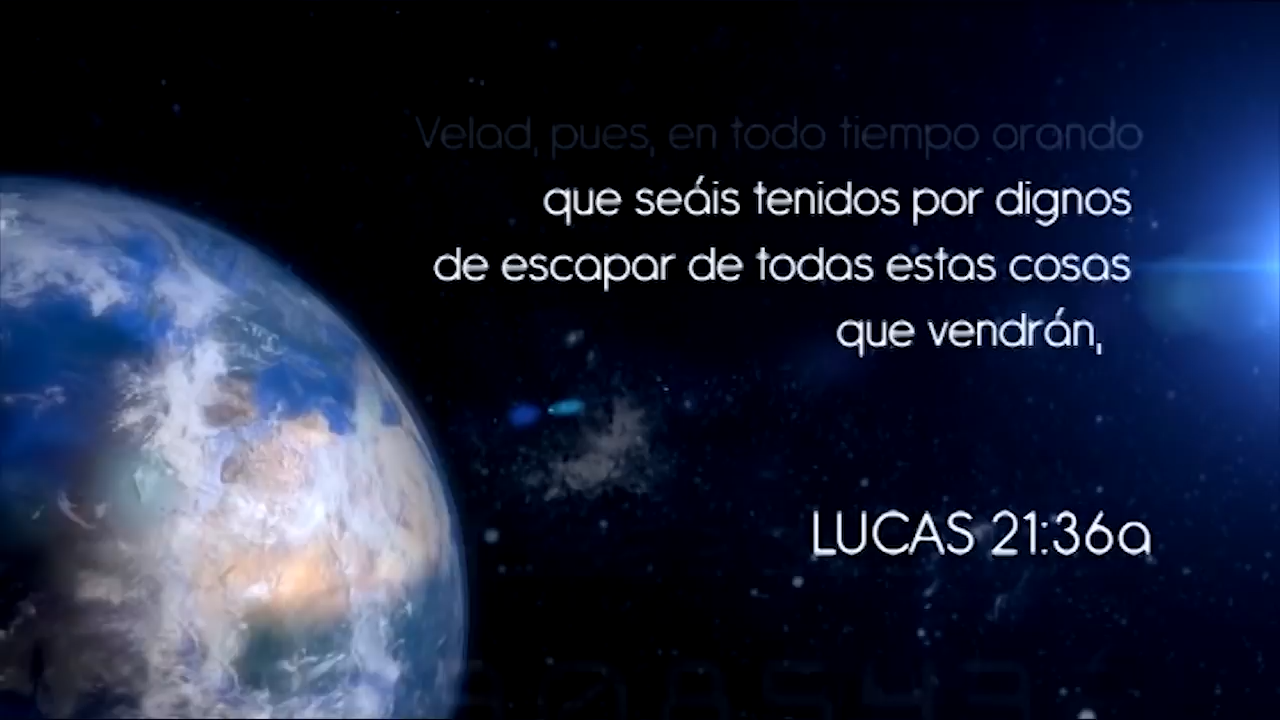 Velad, pues, en todo tiempo orando
que seáis tenidos por dignos
de escapar de todas estas cosas
que vendrán,
LUCAS 21:36a